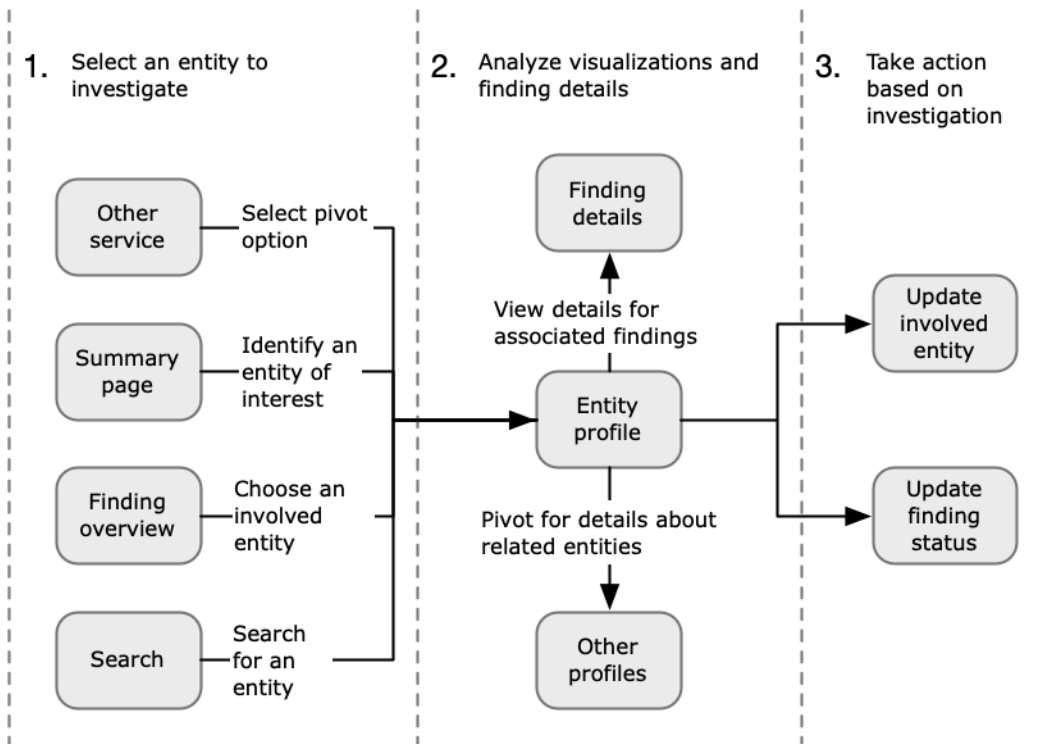 1. Select an entity to
investigate
2. Analyze visualizations and
finding details
3. Take action
based on
investigation
Other
service
Select pivot
option
Summary
page
Identify an
entity of
interest
Finding
overview
Choose an
involved
entity
Search
Search
for an
entity
Finding
details
View details for
associated findings
Entity
profile
Pivot for details about
related entities
Other
profiles
Update
involved
entity
Update
finding
status